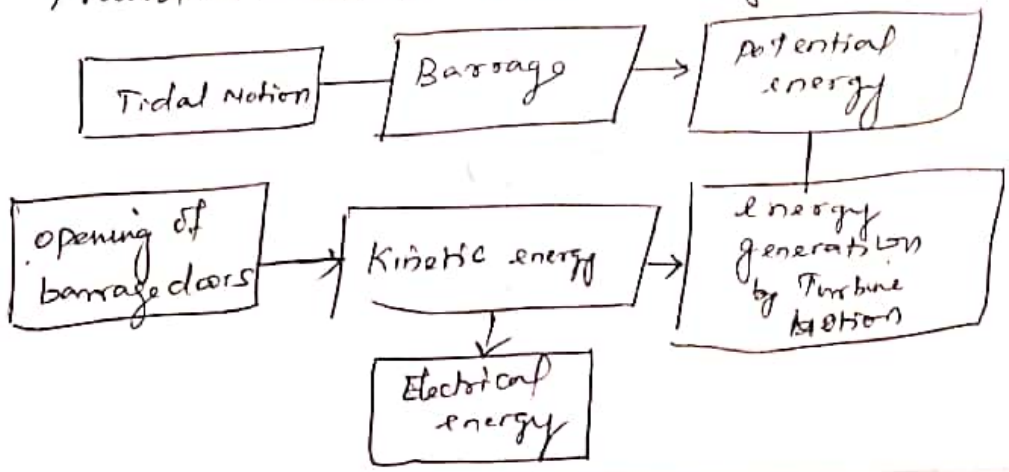 Tidal Motion
Barrage
potential
energy
opening of
barrage doors
Kinetic energy
energy
generation
by Turbine
Motion
Electrical
energy